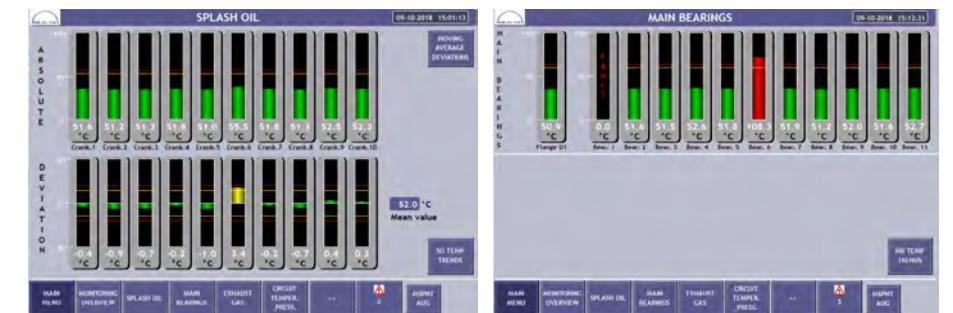 SPLASH OIL
09-10-2018 15:01:13
ABSOLUTE
MOVING
AVERAGE
DEVIATIONS
51.6 51.2 51.3 51.8 51.0 55.5 51.8 51.3 52.5 52.3
°C °C °C °C °C °C °C °C °C °C
Crank.1 Crank.2 Crank.3 Crank.4 Crank.5 Crank.6 Crank.7 Crank.8 Crank.9 Crank.10
DEVIATION
-0.4 -0.9 -0.7 -0.2 -1.0 3.4 -0.2 -0.7 0.4 0.3
°C °C °C °C °C °C °C °C °C °C
52.0 °C
Mean value
SO TEMP
TRENDS
MAIN
MENU
MONITORING
OVERVIEW
SPLASH OIL
MAIN
BEARINGS
EXHAUST
GAS
CIRCUIT
TEMPER.
PRESS.
MSPNT
AUG
MAIN BEARINGS
09-10-2018 15:12:31
MAIN BEARINGS
50.9 0.0 51.6 51.5 52.6 51.8 108.3 51.9 51.2 52.0 51.6 52.7
°C °C °C °C °C °C °C °C °C °C °C °C
Flange 01 Bear. 1 Bear. 2 Bear. 3 Bear. 4 Bear. 5 Bear. 6 Bear. 7 Bear. 8 Bear. 9 Bear. 10 Bear. 11
TEMP
TRENDS
MAIN
MENU
MONITORING
OVERVIEW
SPLASH OIL
MAIN
BEARINGS
EXHAUST
GAS
CIRCUIT
TEMPER.
PRESS.
MSPNT
AUG